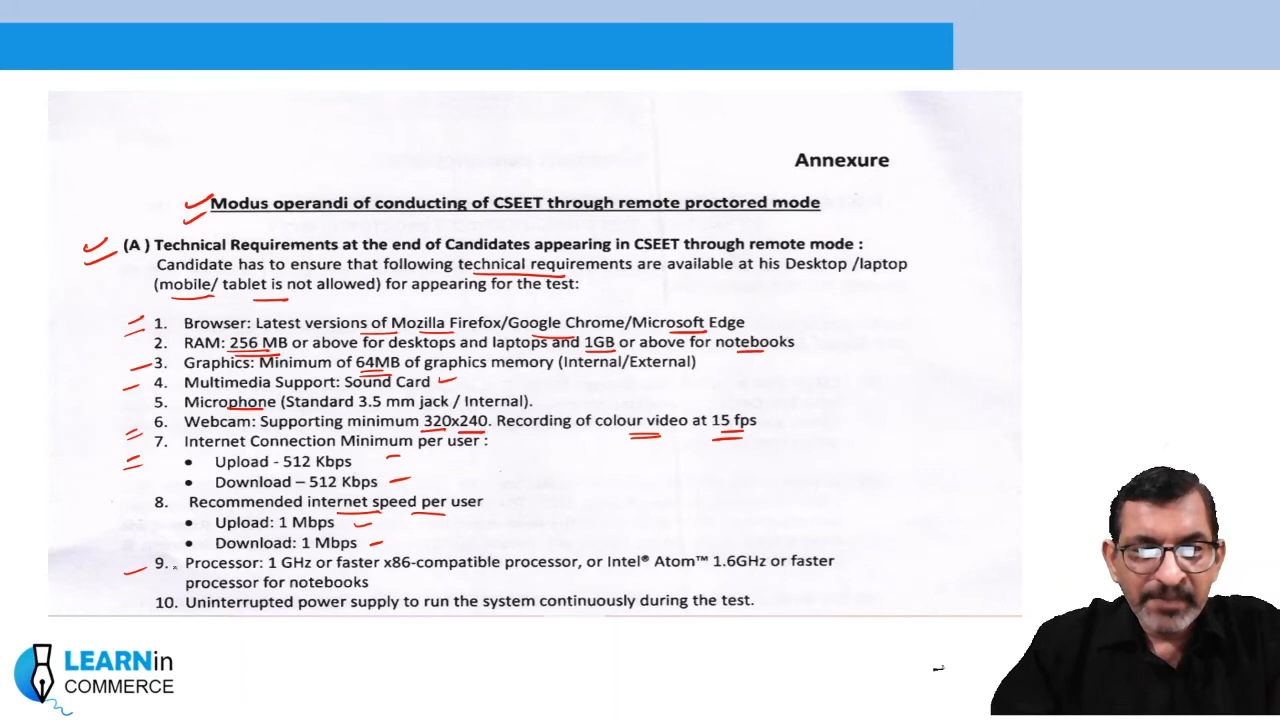 Annexure
Modus operandi of conducting of CSEET through remote proctored mode
(A ) Technical Requirements at the end of Candidates appearing in CSEET through remote mode :
Candidate has to ensure that following technical requirements are available at his Desktop /laptop
(mobile/ tablet is not allowed) for appearing for the test:
1. Browser: Latest versions of Mozilla Firefox/Google Chrome/Microsoft Edge
2. RAM: 256 MB or above for desktops and laptops and 1GB or above for notebooks
3. Graphics: Minimum of 64MB of graphics memory (Internal/External)
4. Multimedia Support: Sound Card
5. Microphone (Standard 3.5 mm jack / Internal).
6. Webcam: Supporting minimum 320x240. Recording of colour video at 15 fps
7. Internet Connection Minimum per user :
• Upload - 512 Kbps
• Download – 512 Kbps
8. Recommended internet speed per user
• Upload: 1 Mbps
• Download: 1 Mbps
9. Processor: 1 GHz or faster x86-compatible processor, or Intel® Atom™ 1.6GHz or faster
processor for notebooks
10. Uninterrupted power supply to run the system continuously during the test.
LEARNin
COMMERCE